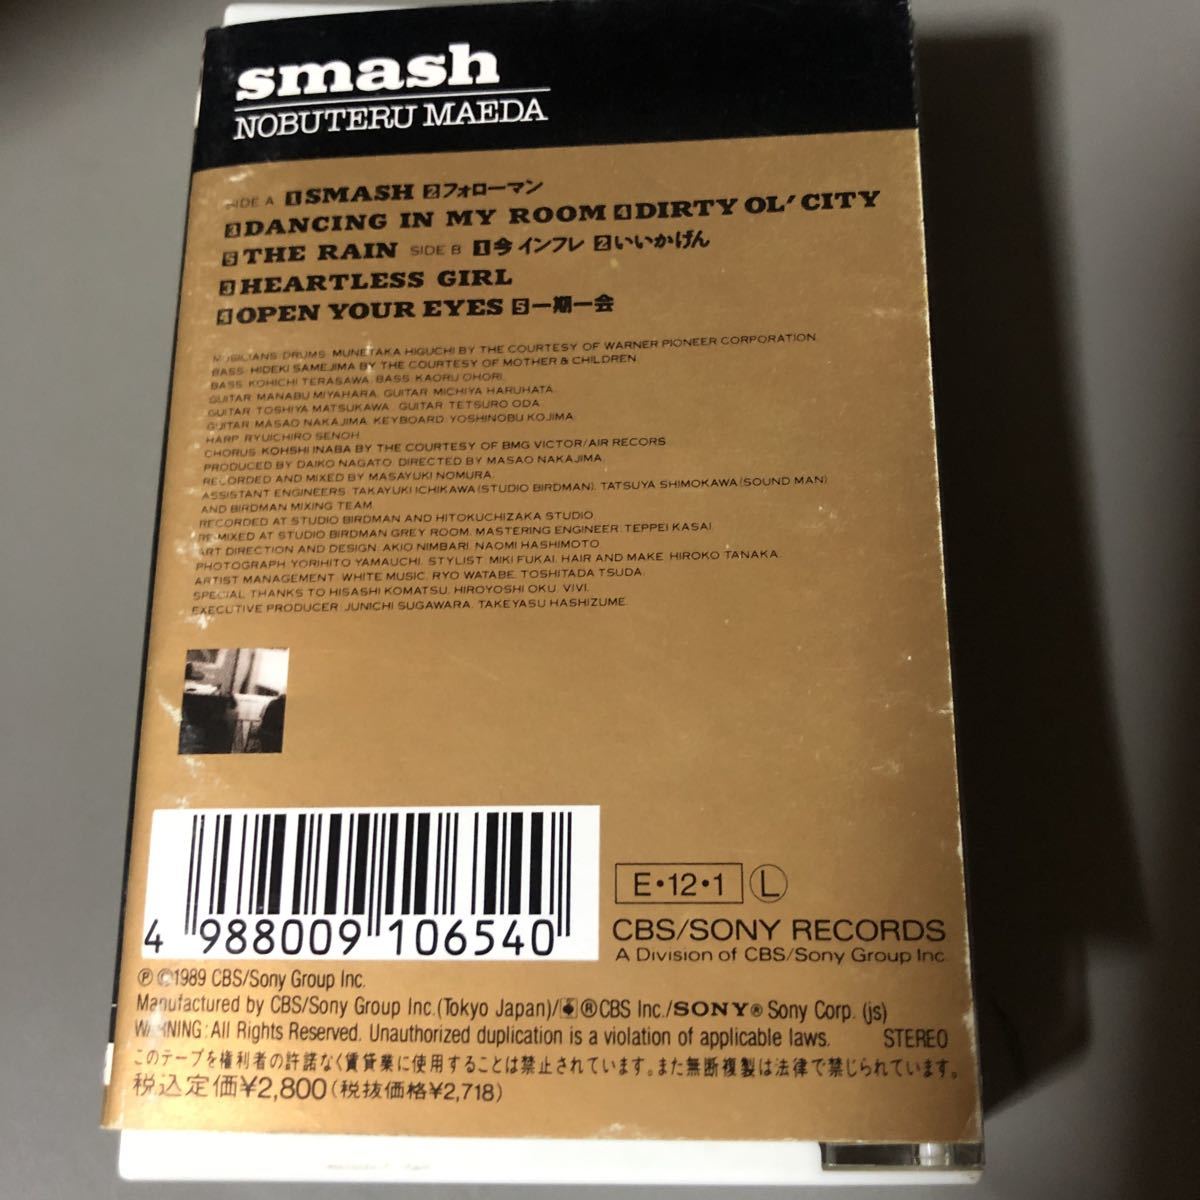 smash
NOBUTERU MAEDA
SIDE A 1 SMASH 2 フォローマン
3 DANCING IN MY ROOM 4 DIRTY OL' CITY
5 THE RAIN SIDE B 1 今インフレ 2 いいかげん
3 HEARTLESS GIRL
4 OPEN YOUR EYES 5 一期一会
MUSICIANS: DRUMS: MUNETAKA HIGUCHI BY THE COURTESY OF WARNER PIONEER CORPORATION.
BASS: HIDEKI SAMEJIMA BY THE COURTESY OF MOTHER & CHILDREN.
BASS: KOHICHI TERASAWA. BASS: KAORU OHORI.
GUITAR: MANABU MIYAHARA. GUITAR: MICHIYA HARUHATA.
GUITAR: TOSHIYA MATSUKAWA. GUITAR: TETSURO ODA.
GUITAR: MASAO NAKAJIMA. KEYBOARD: YOSHINOBU KOJIMA.
HARP: RYUICHIRO SENOH.
CHORUS: KOHSHI INABA BY THE COURTESY OF BMG VICTOR/AIR RECORS
PRODUCED BY DAIKO NAGATO. DIRECTED BY MASAO NAKAJIMA.
RECORDED AND MIXED BY MASAYUKI NOMURA.
ASSISTANT ENGINEERS: TAKAYUKI ICHIKAWA (STUDIO BIRDMAN). TATSUYA SHIMOKAWA (SOUND MAN)
AND BIRDMAN MIXING TEAM.
RECORDED AT STUDIO BIRDMAN AND HITOKUCHIZAKA STUDIO
RE-MIXED AT STUDIO BIRDMAN GREY ROOM. MASTERING ENGINEER: TEPPEI KASAI.
ART DIRECTION AND DESIGN: AKIO NIMBARI. NAOMI HASHIMOTO.
PHOTOGRAPH: YORIHITO YAMAUCHI. STYLIST: MIKI FUKAI. HAIR AND MAKE: HIROKO TANAKA.
ARTIST MANAGEMENT: WHITE MUSIC. RYO WATABE. TOSHITADA TSUDA.
SPECIAL THANKS TO HISASHI KOMATSU. HIROYOSHI OKU. VIVI.
EXECUTIVE PRODUCER: JUNICHI SUGAWARA. TAKEYASU HASHIZUME.
E•12•1 Ⓛ
4 988009 106540
CBS/SONY RECORDS
A Division of CBS/Sony Group Inc.
Ⓟ©1989 CBS/Sony Group Inc.
Manufactured by CBS/Sony Group Inc.(Tokyo Japan)/®CBS Inc./SONY® Sony Corp. (js)
WARNING: All Rights Reserved. Unauthorized duplication is a violation of applicable laws. STEREO
このテープを権利者の許諾なく賃貸業に使用することは禁止されています。また無断複製は法律で禁じられています。
税込定価¥2,800(税抜価格¥2,718)